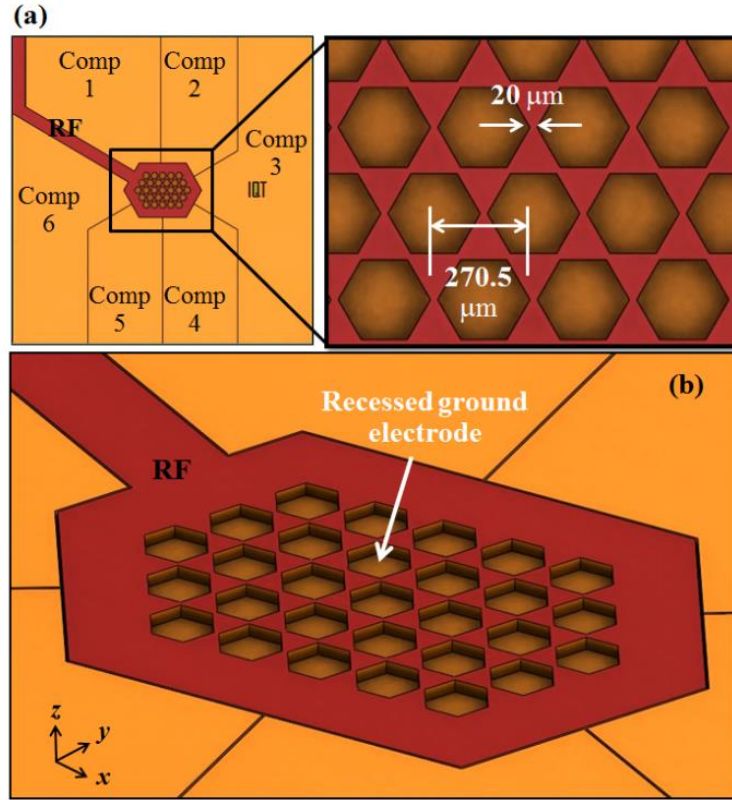 (a)
Comp
1
Comp
2
RF
Comp
3
IQT
Comp
6
Comp
5
Comp
4
20 µm
270.5
µm
(b)
Recessed ground
electrode
RF
z
y
x